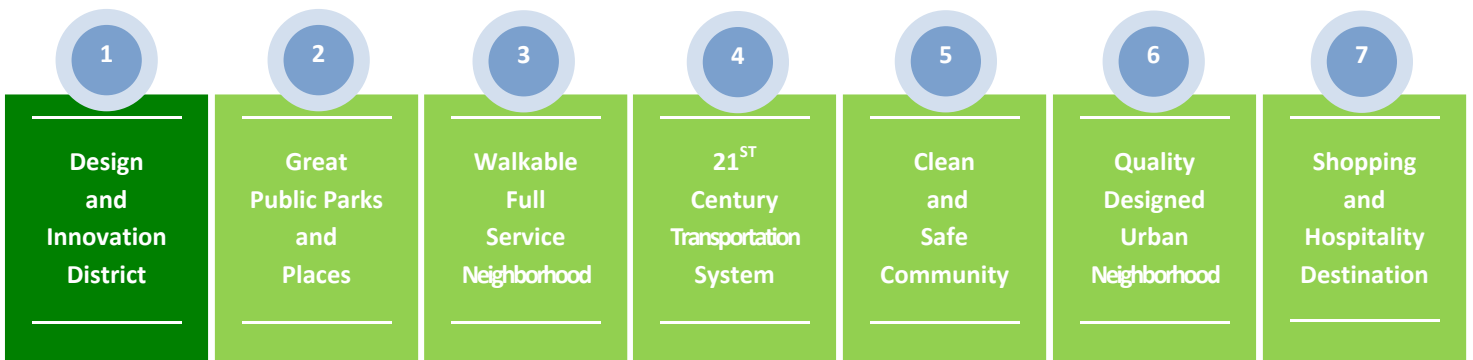 1
Design
and
Innovation
District
2
Great
Public Parks
and
Places
3
Walkable
Full
Service
Neighborhood
4
21ST
Century
Transportation
System
5
Clean
and
Safe
Community
6
Quality
Designed
Urban
Neighborhood
7
Shopping
and
Hospitality
Destination